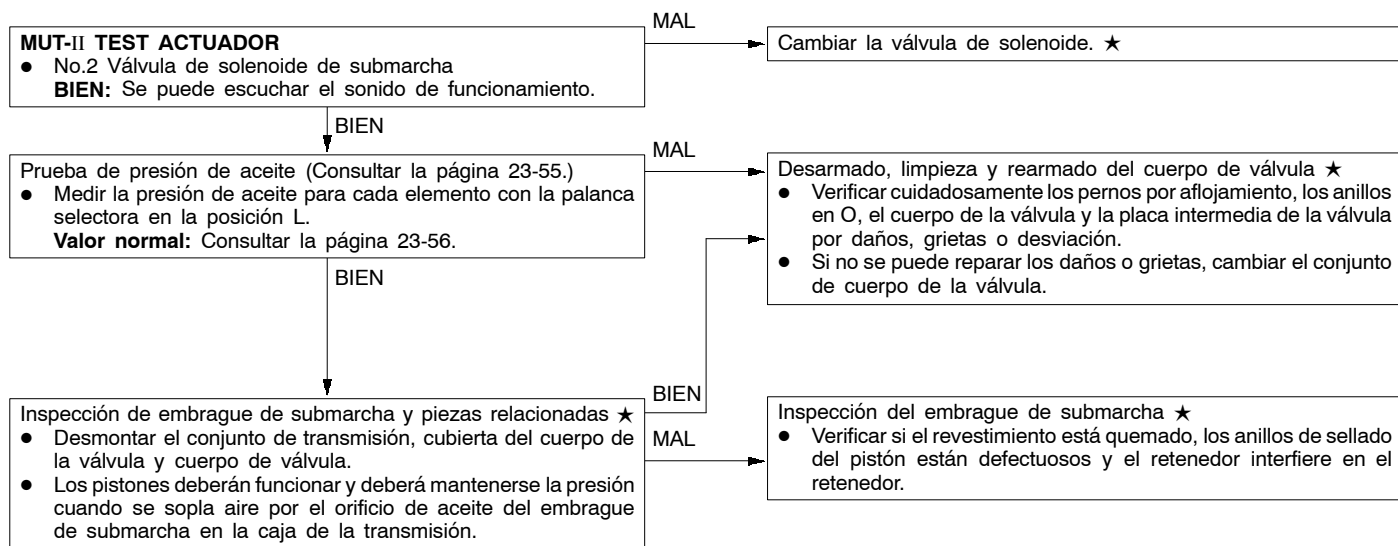 MUT-II TEST ACTUADOR
● No.2 Válvula de solenoide de submarcha
BIEN: Se puede escuchar el sonido de funcionamiento.
MAL
Cambiar la válvula de solenoide. ★
BIEN
Prueba de presión de aceite (Consultar la página 23-55.)
● Medir la presión de aceite para cada elemento con la palanca
selectora en la posición L.
Valor normal: Consultar la página 23-56.
MAL
Desarmado, limpieza y rearmado del cuerpo de válvula ★
● Verificar cuidadosamente los pernos por aflojamiento, los anillos
en O, el cuerpo de la válvula y la placa intermedia de la válvula
por daños, grietas o desviación.
● Si no se puede reparar los daños o grietas, cambiar el conjunto
de cuerpo de la válvula.
BIEN
Inspección de embrague de submarcha y piezas relacionadas ★
● Desmontar el conjunto de transmisión, cubierta del cuerpo de
la válvula y cuerpo de válvula.
● Los pistones deberán funcionar y deberá mantenerse la presión
cuando se sopla aire por el orificio de aceite del embrague
de submarcha en la caja de la transmisión.
BIEN
MAL
Inspección del embrague de submarcha ★
● Verificar si el revestimiento está quemado, los anillos de sellado
del pistón están defectuosos y el retenedor interfiere en el
retenedor.